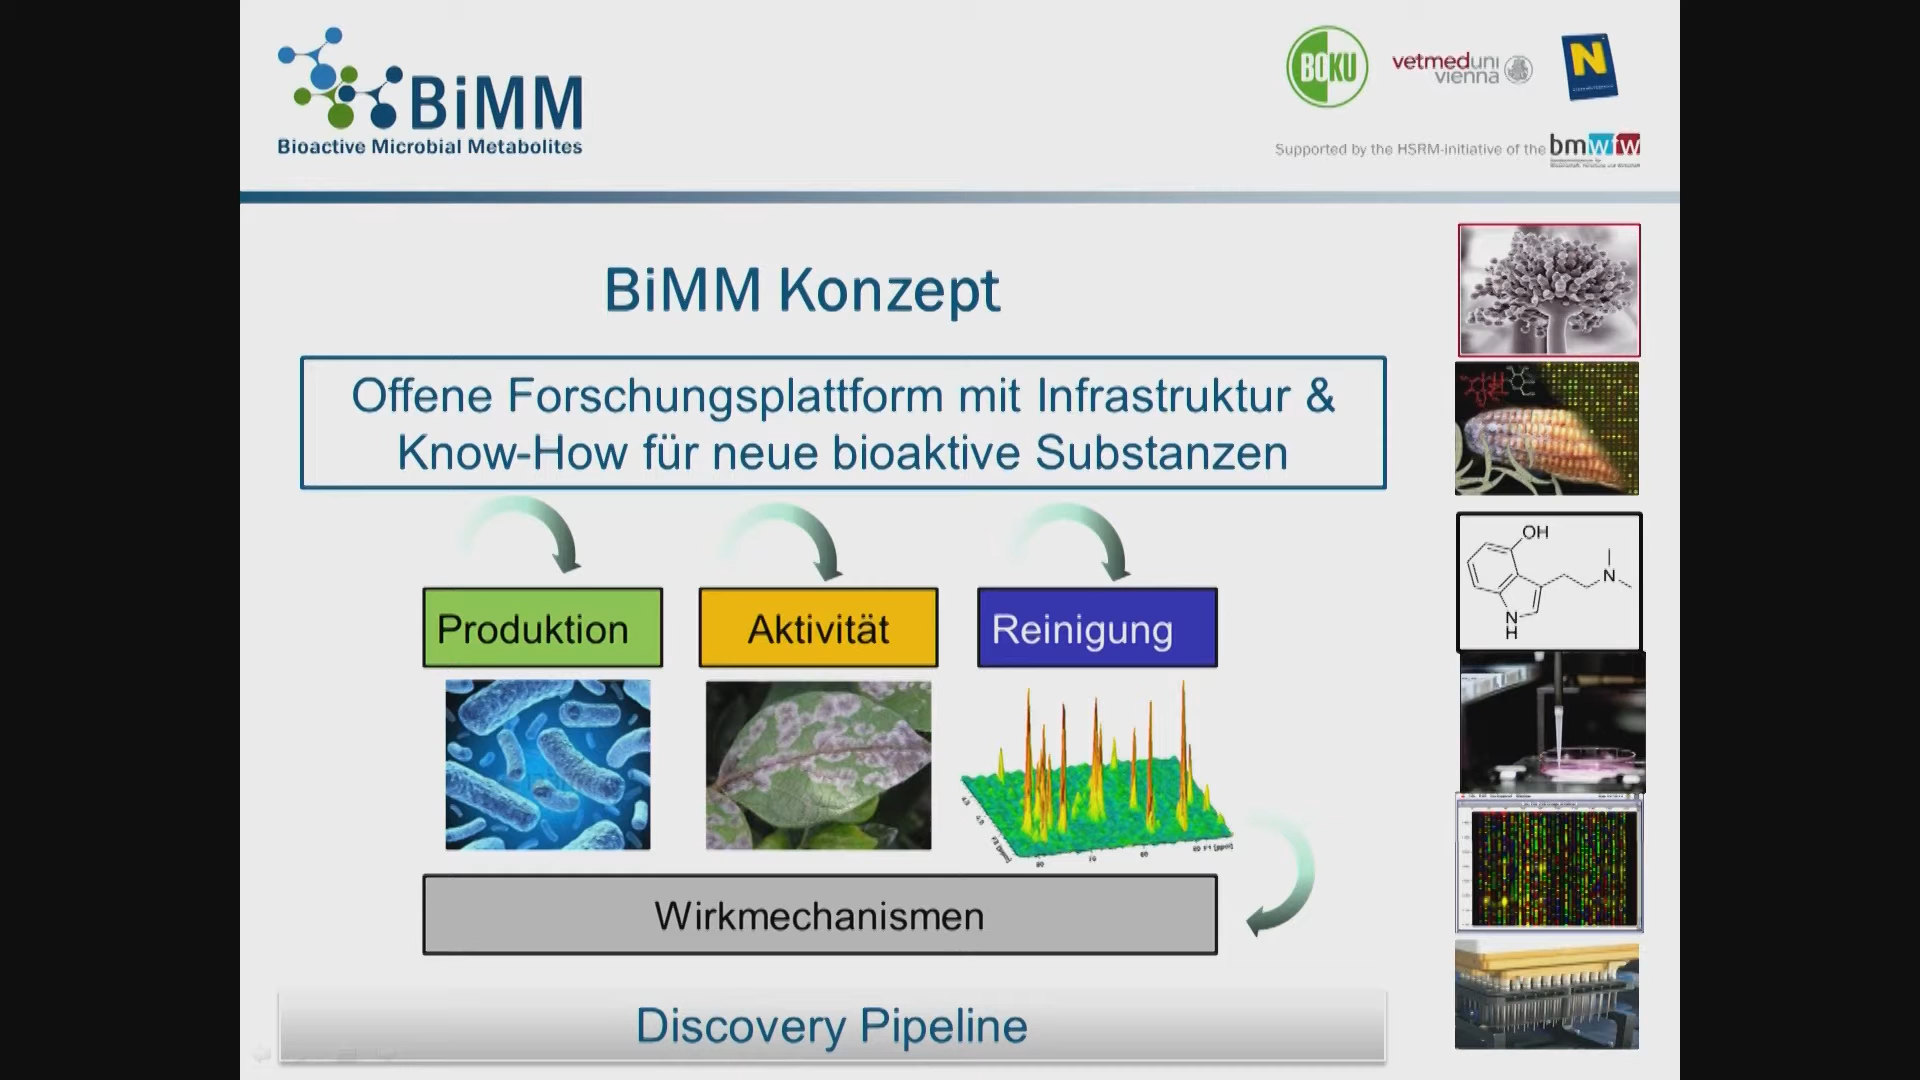 BiMM
Bioactive Microbial Metabolites
BOKU
vetmeduni
vienna
N
Supported by the HSRM-initiative of the bmwfw
BiMM Konzept
Offene Forschungsplattform mit Infrastruktur &
Know-How für neue bioaktive Substanzen
OH
N
N
H
Produktion
Aktivität
Reinigung
Wirkmechanismen
Discovery Pipeline